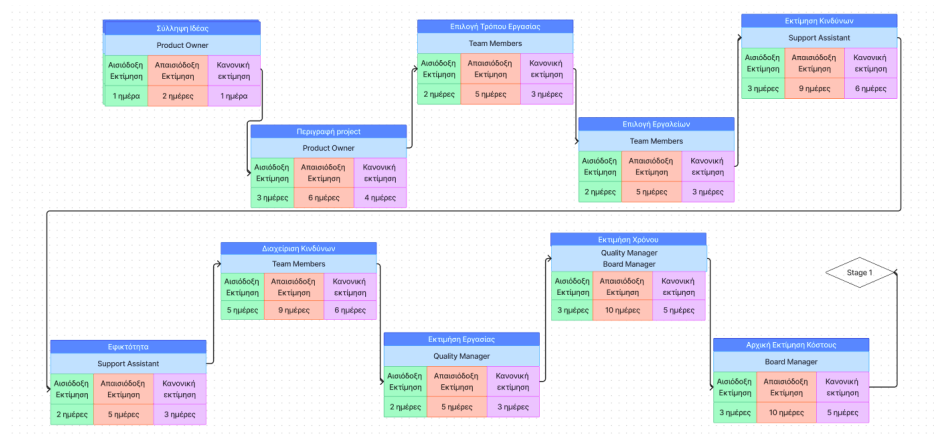 Σύλληψη Ιδέας
Product Owner
Αισιόδοξη Απαισιόδοξη Κανονική
Εκτίμηση Εκτίμηση εκτίμηση
1 ημέρα 2 ημέρες 1 ημέρα
Περιγραφή project
Product Owner
Αισιόδοξη Απαισιόδοξη Κανονική
Εκτίμηση Εκτίμηση εκτίμηση
3 ημέρες 6 ημέρες 4 ημέρες
Επιλογή Τρόπου Εργασίας
Team Members
Αισιόδοξη Απαισιόδοξη Κανονική
Εκτίμηση Εκτίμηση εκτίμηση
2 ημέρες 5 ημέρες 3 ημέρες
Επιλογή Εργαλείων
Team Members
Αισιόδοξη Απαισιόδοξη Κανονική
Εκτίμηση Εκτίμηση εκτίμηση
2 ημέρες 5 ημέρες 3 ημέρες
Εκτίμηση Κινδύνων
Support Assistant
Αισιόδοξη Απαισιόδοξη Κανονική
Εκτίμηση Εκτίμηση εκτίμηση
3 ημέρες 9 ημέρες 6 ημέρες
Εφικτότητα
Support Assistant
Αισιόδοξη Απαισιόδοξη Κανονική
Εκτίμηση Εκτίμηση εκτίμηση
2 ημέρες 5 ημέρες 3 ημέρες
Διαχείριση Κινδύνων
Team Members
Αισιόδοξη Απαισιόδοξη Κανονική
Εκτίμηση Εκτίμηση εκτίμηση
5 ημέρες 9 ημέρες 6 ημέρες
Εκτιμήση Εργασίας
Quality Manager
Αισιόδοξη Απαισιόδοξη Κανονική
Εκτίμηση Εκτίμηση εκτίμηση
2 ημέρες 5 ημέρες 3 ημέρες
Εκτιμήση Χρόνου
Quality Manager
Board Manager
Αισιόδοξη Απαισιόδοξη Κανονική
Εκτίμηση Εκτίμηση εκτίμηση
3 ημέρες 10 ημέρες 5 ημέρες
Αρχική Εκτίμηση Κόστους
Board Manager
Αισιόδοξη Απαισιόδοξη Κανονική
Εκτίμηση Εκτίμηση εκτίμηση
3 ημέρες 10 ημέρες 5 ημέρες
Stage 1